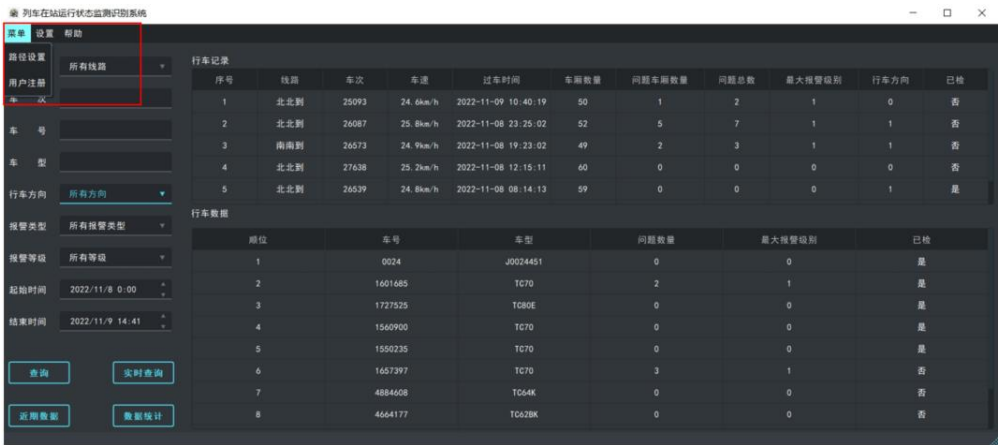 列车在站运行状态监测识别系统
菜单 设置 帮助
路径设置
用户注册
所有线路
车 次
车 号
车 型
行车方向 所有方向
报警类型 所有报警类型
报警等级 所有等级
起始时间 2022/11/8 0:00
结束时间 2022/11/9 14:41
查询 实时查询
近期数据 数据统计
行车记录
序号 线路 车次 车速 过车时间 车厢数量 问题车厢数量 问题总数 最大报警级别 行车方向 已检
1 北北到 25093 24.6km/h 2022-11-09 10:40:19 50 1 2 1 0 否
2 北北到 26087 25.8km/h 2022-11-08 23:25:02 52 5 7 1 1 否
3 南南到 26573 24.9km/h 2022-11-08 19:23:02 49 2 3 1 1 否
4 北北到 27638 25.2km/h 2022-11-08 12:15:11 60 0 0 0 0 否
5 北北到 26539 24.8km/h 2022-11-08 08:14:13 59 0 0 0 1 是
行车数据
顺位 车号 车型 问题数量 最大报警级别 已检
1 0024 J0024451 0 0 是
2 1601685 TC70 2 1 是
3 1727525 TC80E 0 0 是
4 1560900 TC70 0 0 是
5 1550235 TC70 0 0 是
6 1657397 TC70 3 1 否
7 4884608 TC64K 0 0 否
8 4664177 TC62BK 0 0 否